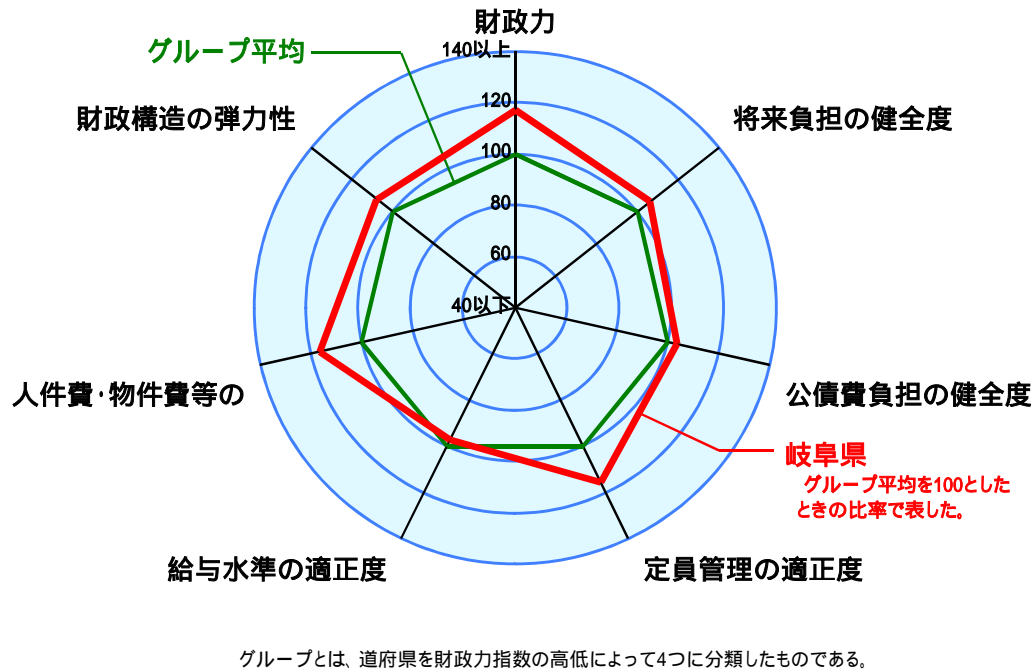 財政力
グループ平均
140以上
120
100
80
60
40以下
財政構造の弾力性
将来負担の健全度
人件費・物件費等の
公債費負担の健全度
岐阜県
グループ平均を100とした
ときの比率で表した。
給与水準の適正度
定員管理の適正度
グループとは、道府県を財政力指数の高低によって4つに分類したものである。